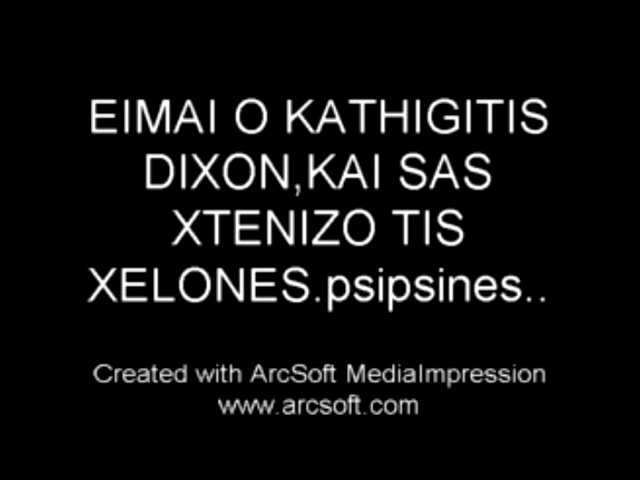 EIMAI O KATHIGITIS
DIXON,KAI SAS
XTENIZO TIS
XELONES.psipsines..
Created with ArcSoft MediaImpression
www.arcsoft.com